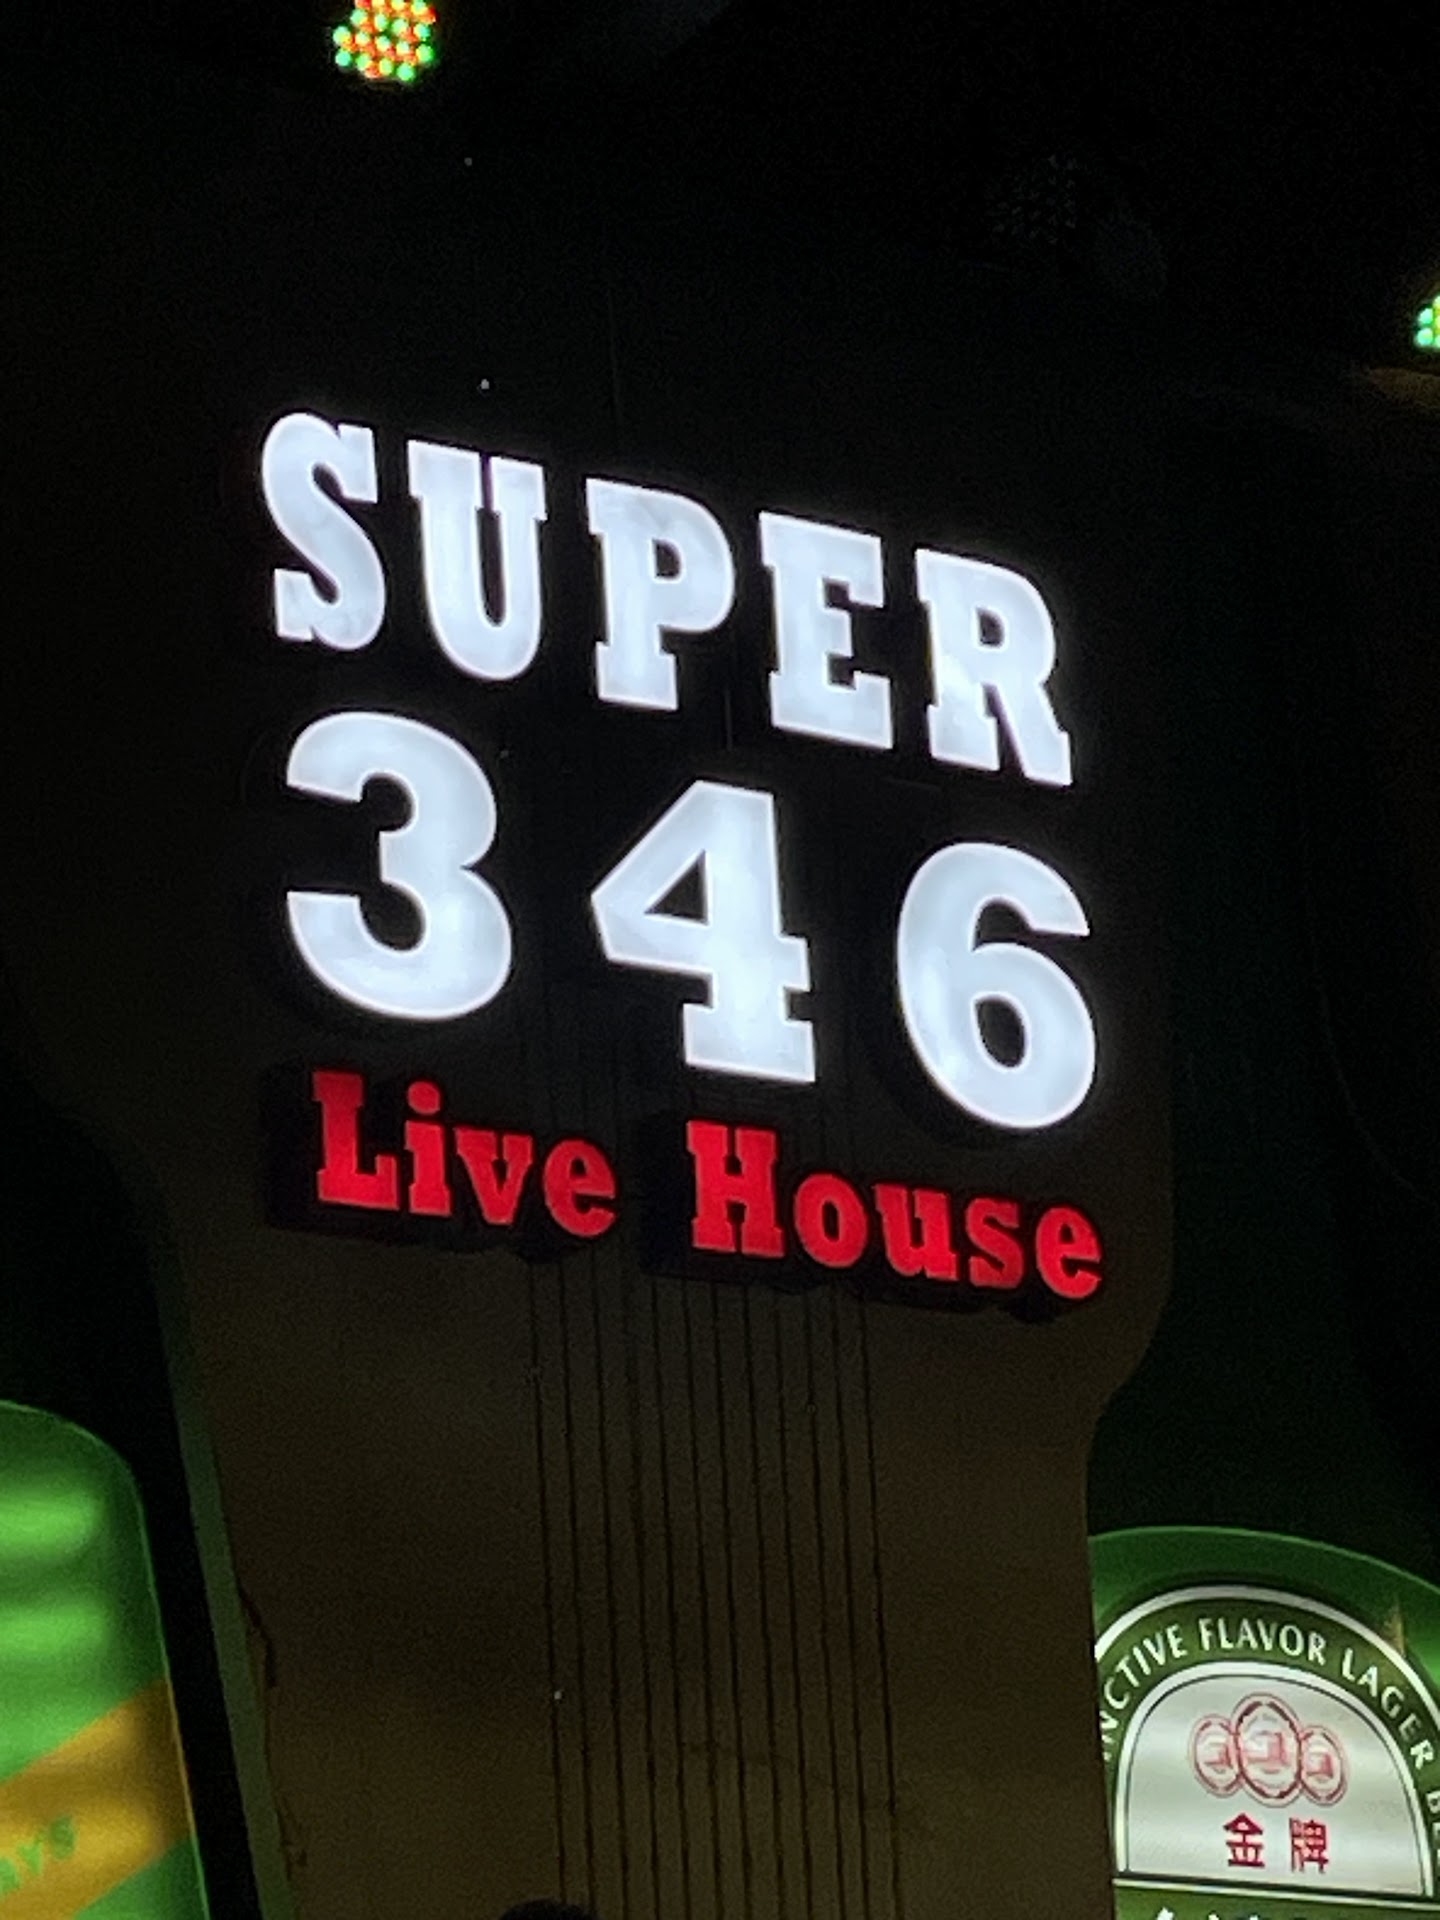 SUPER
346
Live House
NCTIVE FLAVOR LAGER
金牌